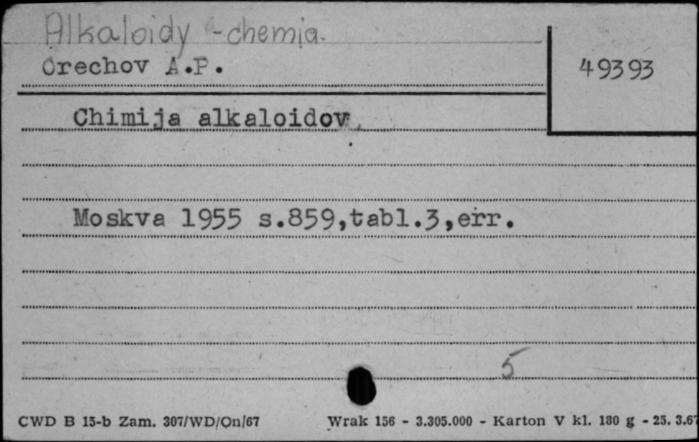 Alkaloidy - chemia.
Orechov A.P.
49393
Chimija alkaloidov.
Moskva 1955 s.859,tabl.3,err.
5
CWD B 15-b Zam. 307/WD/On/67 Wrak 156 - 3.305.000 - Karton V kl. 180 g - 25. 3.67